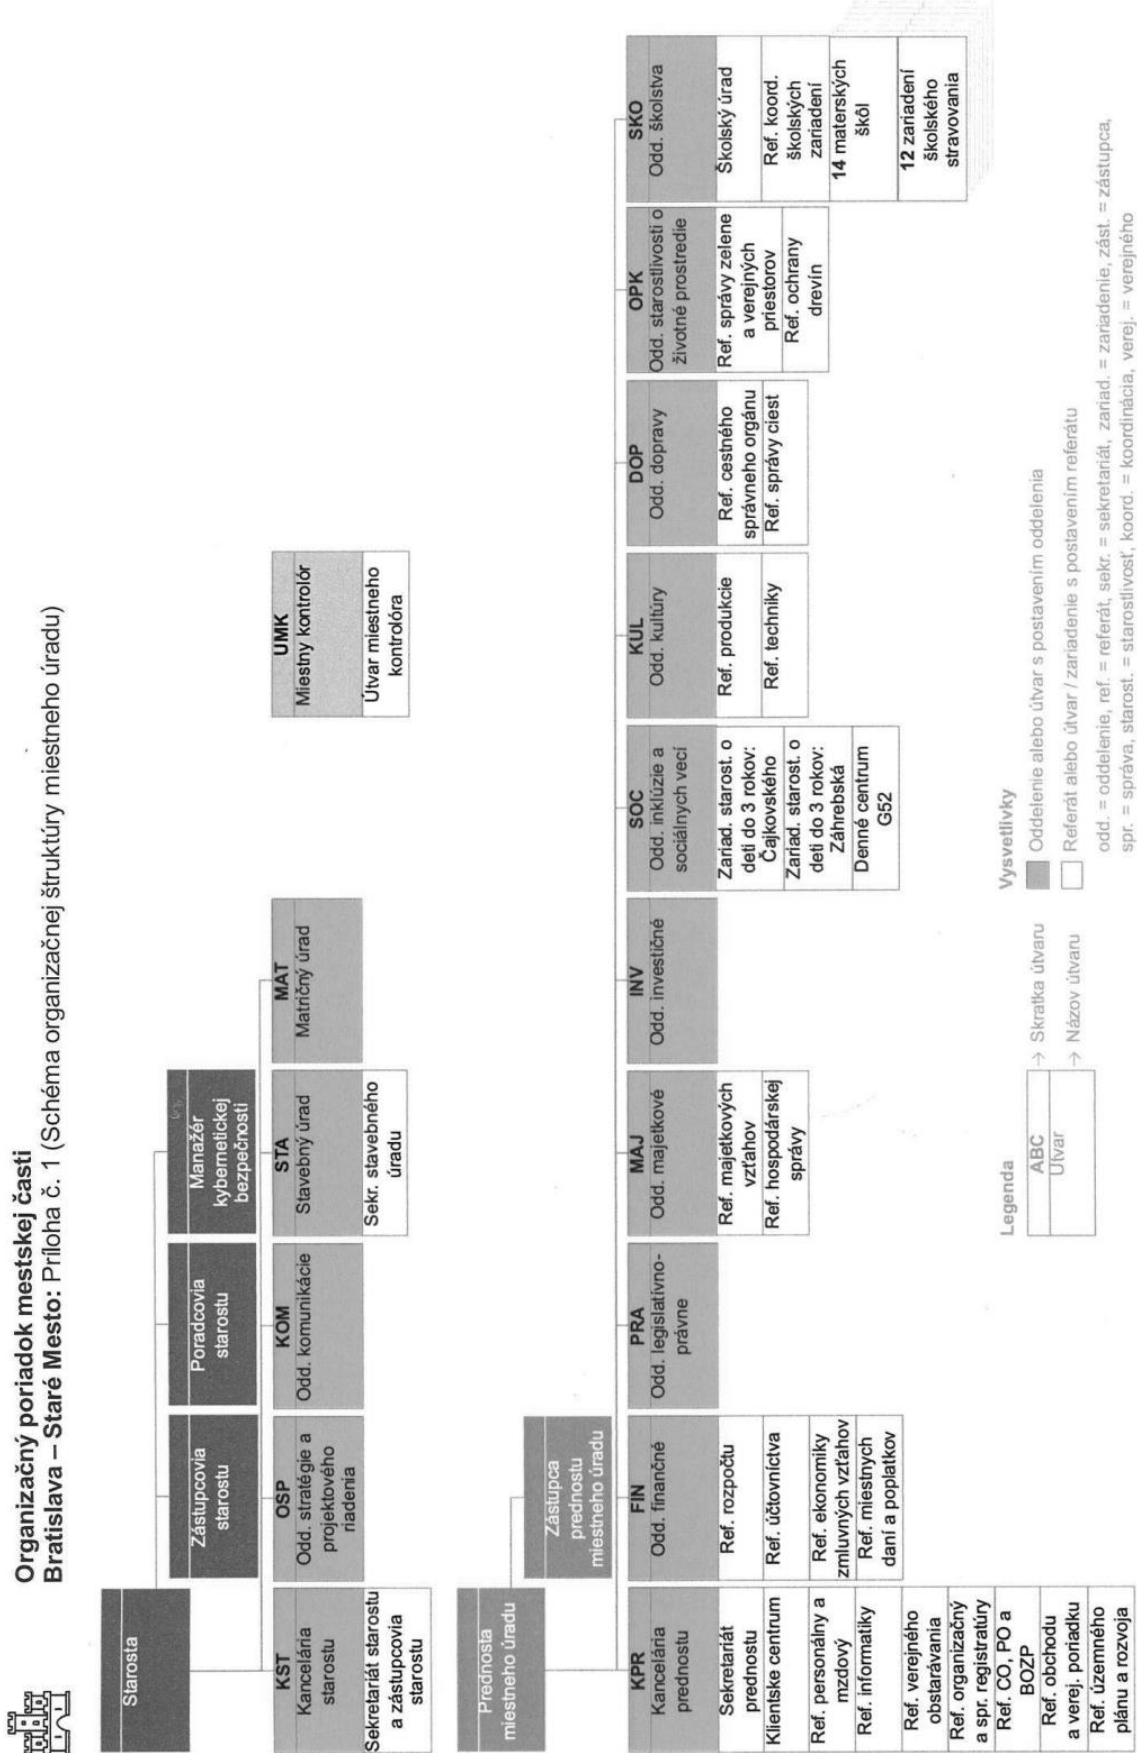 Organizačný poriadok mestskej časti
Bratislava – Staré Mesto: Príloha č. 1 (Schéma organizačnej štruktúry miestneho úradu)
Starosta
Zástupcovia
starostu
Poradcovia
starostu
Manažér
kybernetickej
bezpečnosti
KST
Kancelária
starostu
Sekretariát starostu
a zástupcovia
starostu
OSP
Odd. stratégie a
projektového
riadenia
KOM
Odd. komunikácie
STA
Stavebný úrad
Sekr. stavebného
úradu
MAT
Matričný úrad
UMK
Miestny kontrolór
Útvar miestneho
kontrolóra
Prednosta
miestneho úradu
Zástupca
prednostu
miestneho úradu
KPR
Kancelária
prednostu
Sekretariát
prednostu
Klientske centrum
Ref. personálny a
mzdový
Ref. informatiky
Ref. verejného
obstarávania
Ref. organizačný
a spr. registratúry
Ref. CO, PO a
BOZP
Ref. obchodu
a verej. poriadku
Ref. územného
plánu a rozvoja
FIN
Odd. finančné
Ref. rozpočtu
Ref. účtovníctva
Ref. ekonomiky
zmluvných vzťahov
Ref. miestnych
daní a poplatkov
PRA
Odd. legislatívno-
právne
MAJ
Odd. majetkové
Ref. majetkových
vzťahov
Ref. hospodárskej
správy
INV
Odd. investičné
SOC
Odd. inklúzie a
sociálnych vecí
Zariad. starost. o
deti do 3 rokov:
Čajkovského
Zariad. starost. o
deti do 3 rokov:
Záhrebská
Denné centrum
G52
KUL
Odd. kultúry
Ref. produkcie
Ref. techniky
DOP
Odd. dopravy
Ref. cestného
správneho orgánu
Ref. správy ciest
OPK
Odd. starostlivosti o
životné prostredie
Ref. správy zelene
a verejných
priestorov
Ref. ochrany
drevín
SKO
Odd. školstva
Školský úrad
Ref. koord.
školských
zariadení
14 materských
škôl
12 zariadení
školského
stravovania
Legenda
ABC
Útvar
→ Skratka útvaru
→ Názov útvaru
Vysvetlivky
Oddelenie alebo útvar s postavením oddelenia
Referát alebo útvar / zariadenie s postavením referátu
odd. = oddelenie, ref. = referát, sekr. = sekretariát, zariad. = zariadenie, zást. = zástupca,
spr. = správa, starost. = starostlivosť, koord. = koordinácia, verej. = verejného